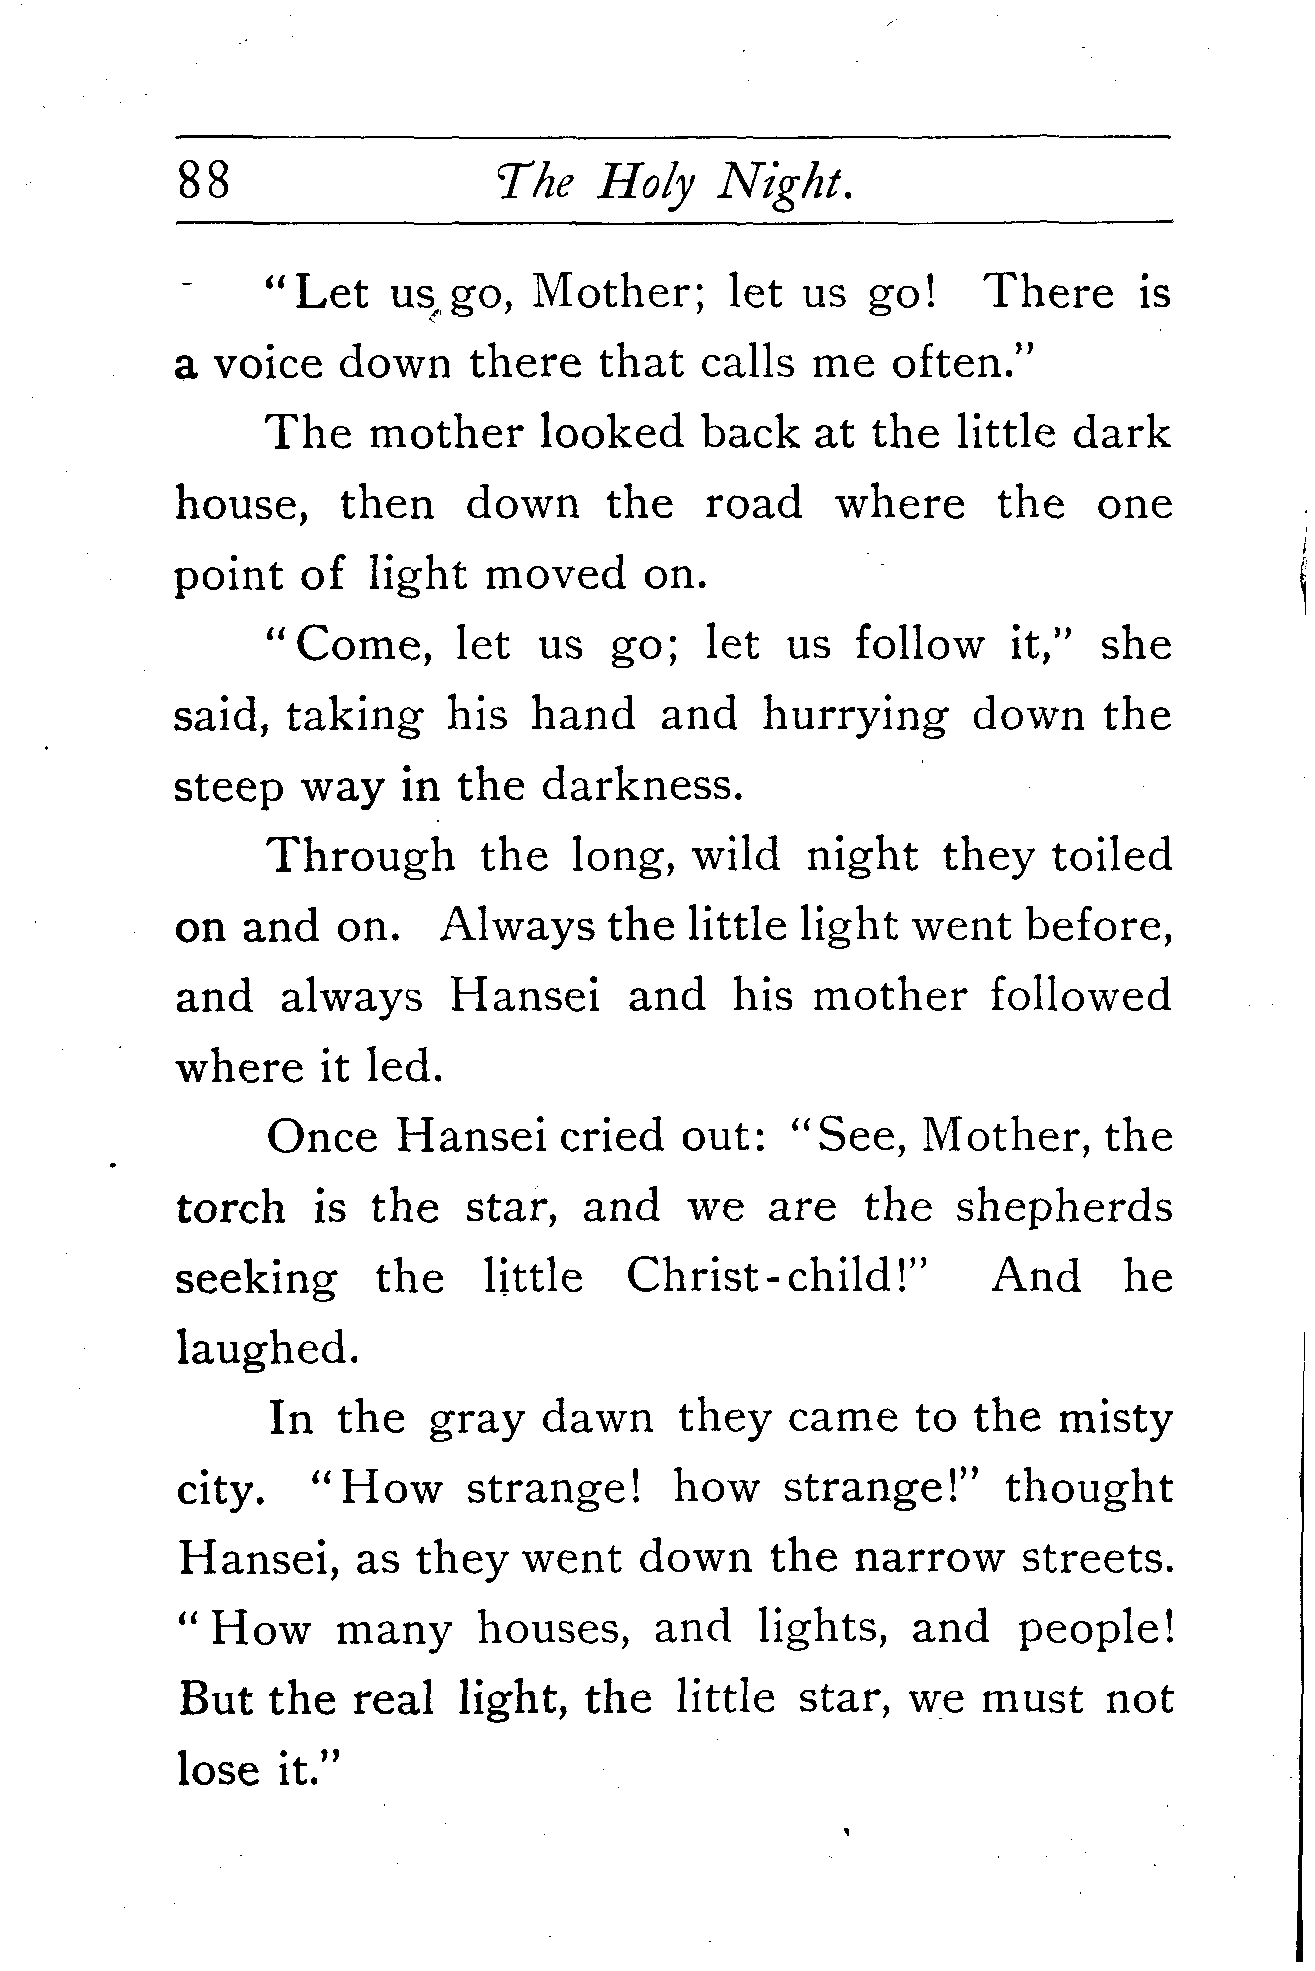 88 The Holy Night.
"Let us go, Mother; let us go! There is
a voice down there that calls me often."
The mother looked back at the little dark
house, then down the road where the one
point of light moved on.
"Come, let us go; let us follow it," she
said, taking his hand and hurrying down the
steep way in the darkness.
Through the long, wild night they toiled
on and on. Always the little light went before,
and always Hansei and his mother followed
where it led.
Once Hansei cried out: "See, Mother, the
torch is the star, and we are the shepherds
seeking the little Christ-child!" And he
laughed.
In the gray dawn they came to the misty
city. "How strange! how strange!" thought
Hansei, as they went down the narrow streets.
"How many houses, and lights, and people!
But the real light, the little star, we must not
lose it."